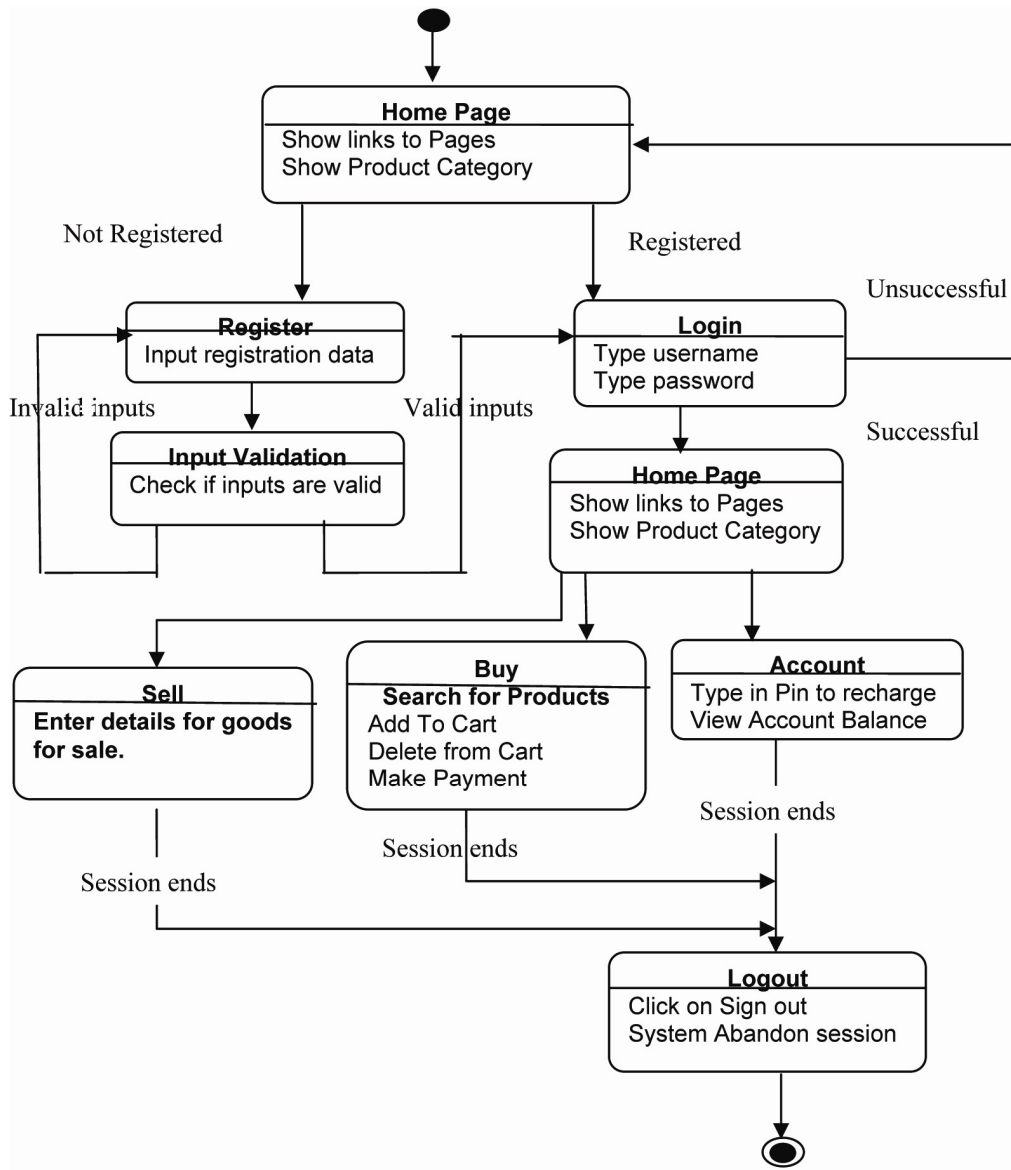 Home Page
Show links to Pages
Show Product Category
Not Registered
Registered
Unsuccessful
Register
Input registration data
Login
Type username
Type password
Invalid inputs
Valid inputs
Successful
Input Validation
Check if inputs are valid
Home Page
Show links to Pages
Show Product Category
Sell
Enter details for goods
for sale.
Buy
Search for Products
Add To Cart
Delete from Cart
Make Payment
Account
Type in Pin to recharge
View Account Balance
Session ends
Session ends
Session ends
Logout
Click on Sign out
System Abandon session